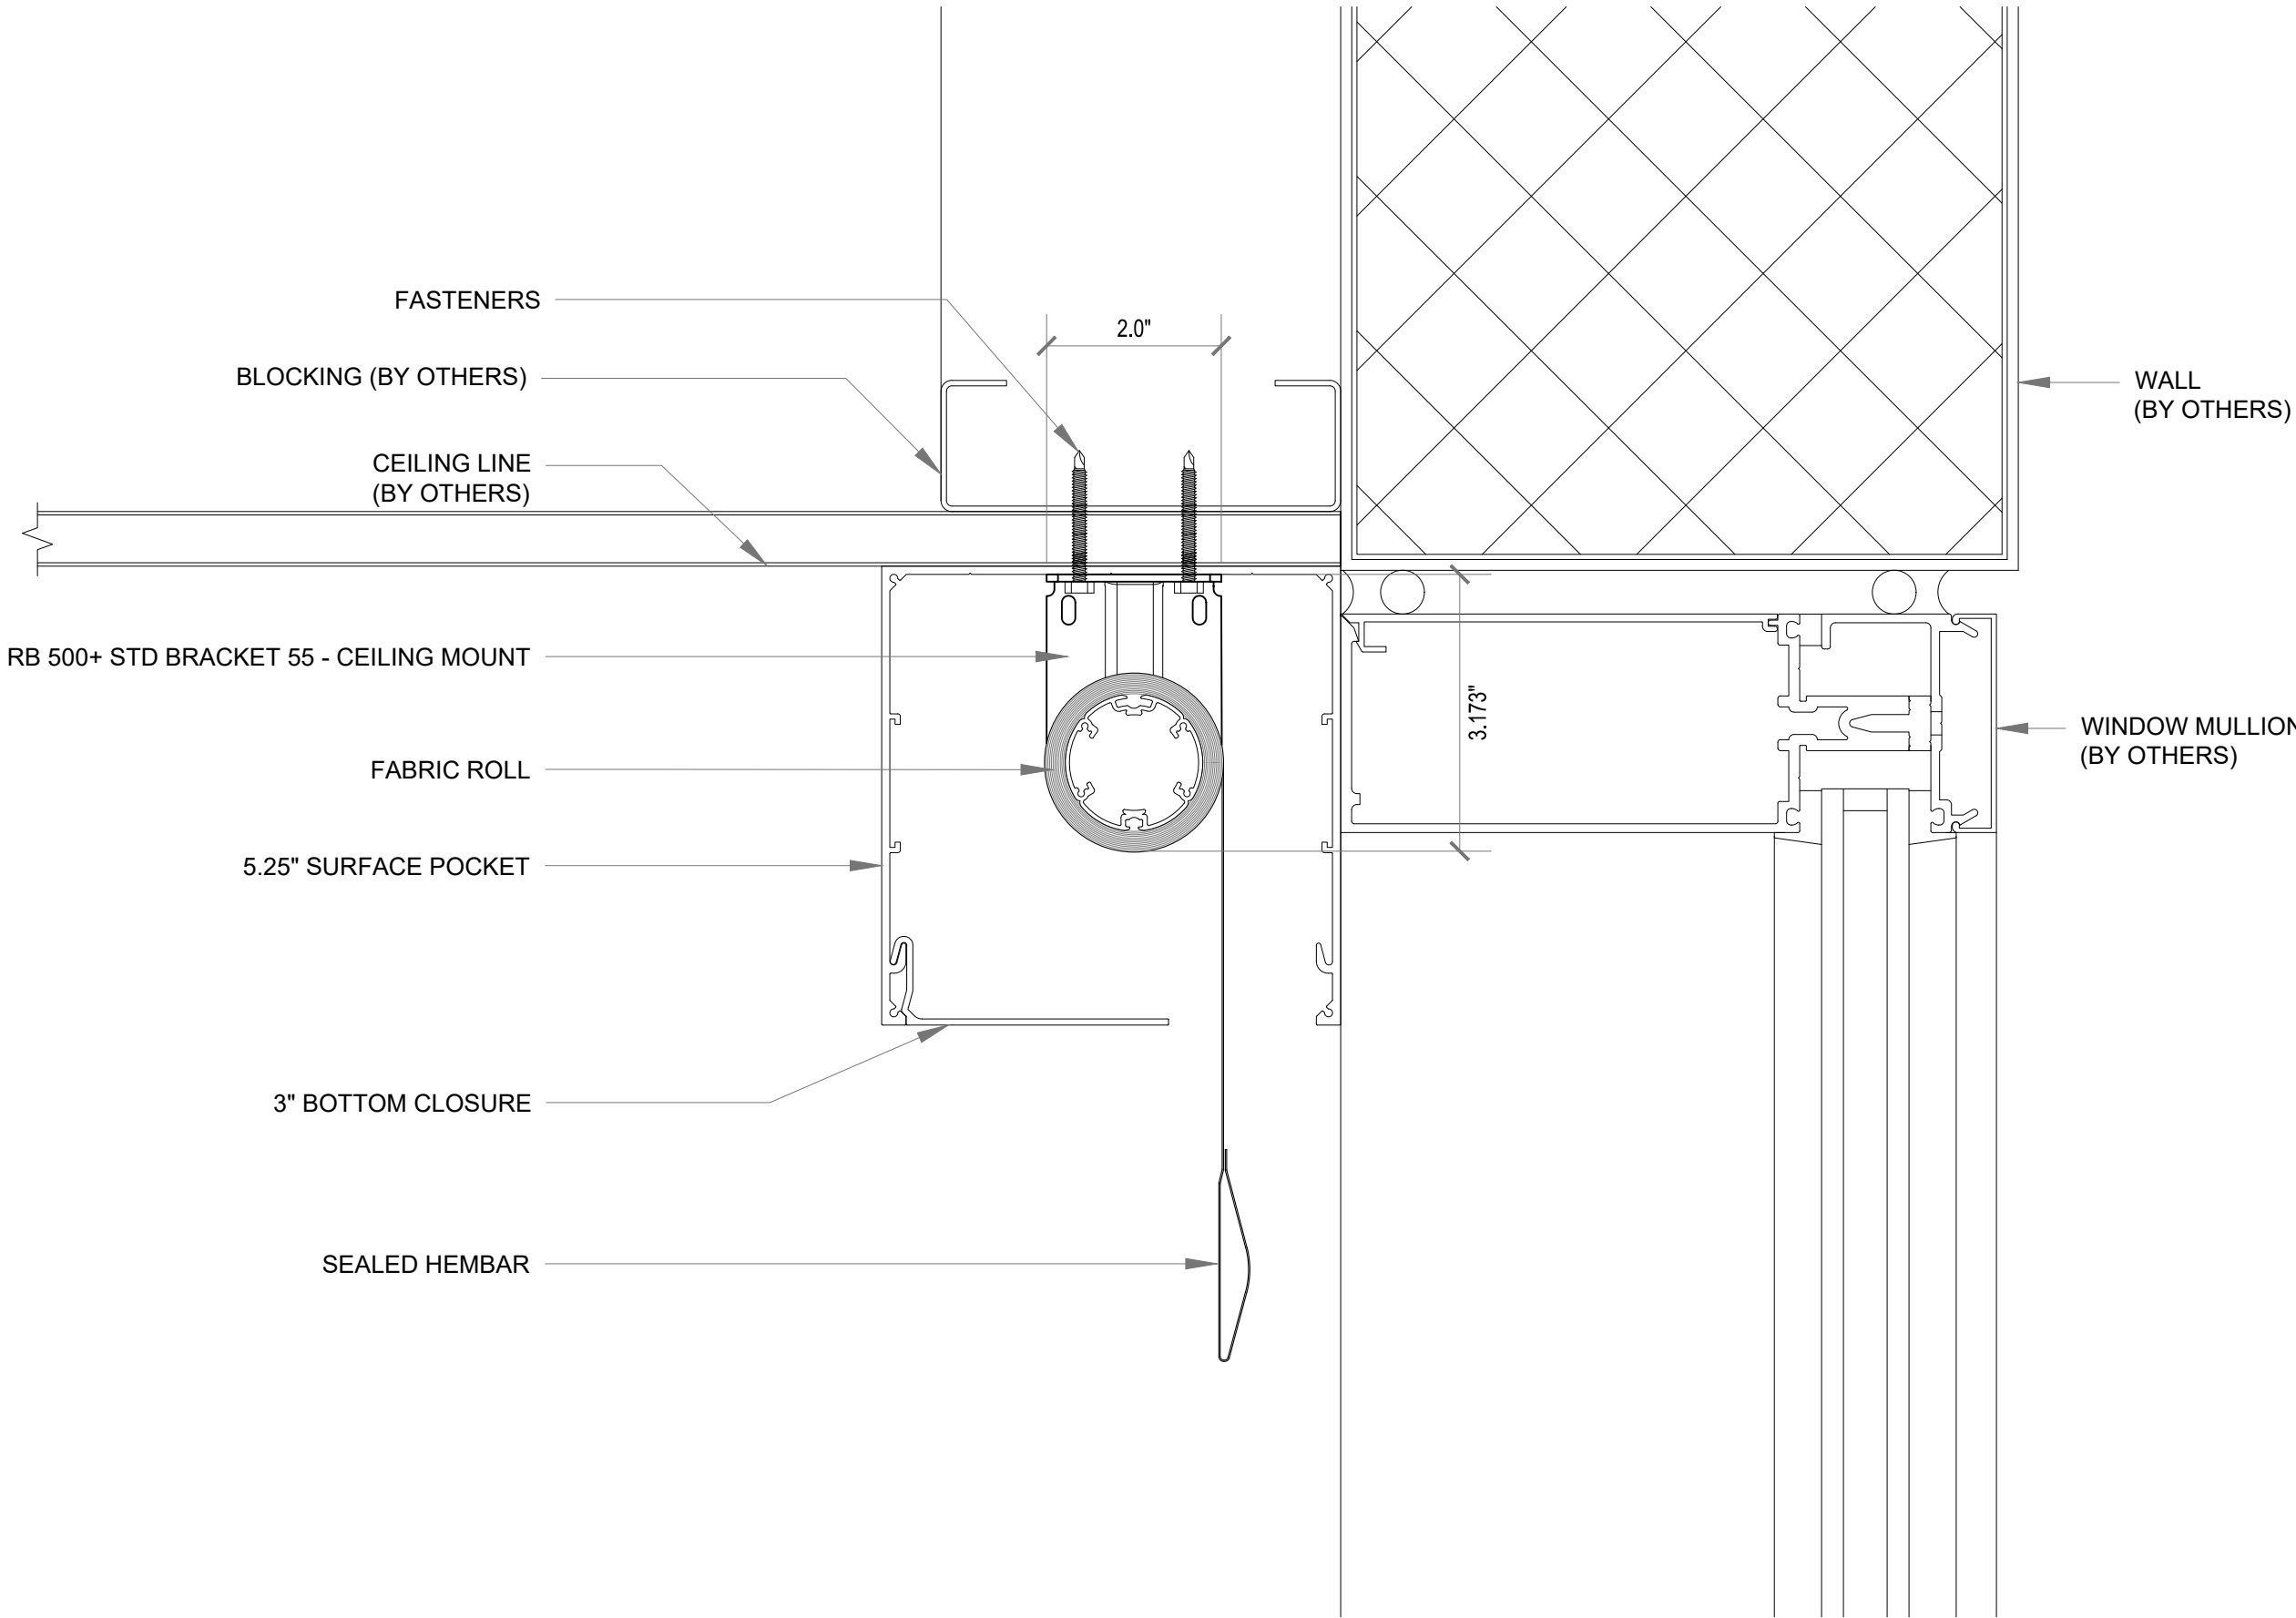 FASTENERS
2.0"
BLOCKING (BY OTHERS)
WALL
(BY OTHERS)
CEILING LINE
(BY OTHERS)
RB 500+ STD BRACKET 55 - CEILING MOUNT
3.173"
WINDOW MULLION
(BY OTHERS)
FABRIC ROLL
5.25" SURFACE POCKET
3" BOTTOM CLOSURE
SEALED HEMBAR